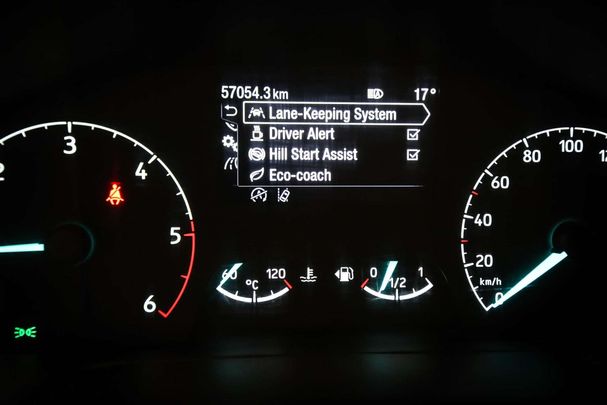 57054.3 km 17°
Lane-Keeping System
Driver Alert
Hill Start Assist
Eco-coach
2 3 4 5 6
60 °C 120
0 1/2 1
0 20 40 60 80 100
km/h